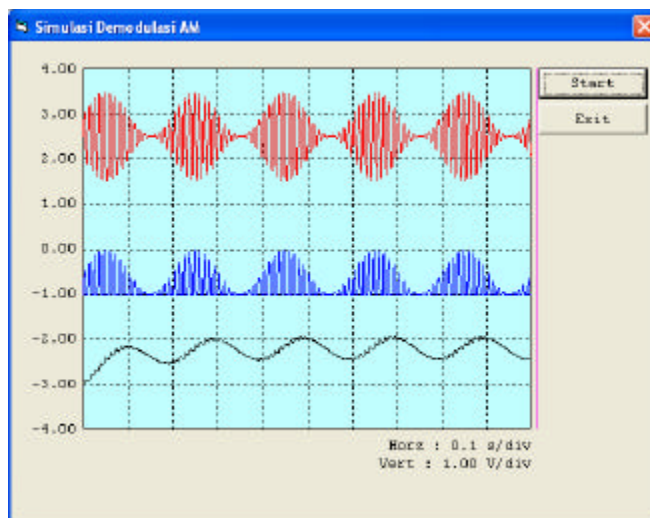 Simulasi Demodulasi AM
4.00
3.00
2.00
1.00
0.00
-1.00
-2.00
-3.00
-4.00
Start
Exit
Horz : 0.1 s/div
Vert : 1.00 V/div